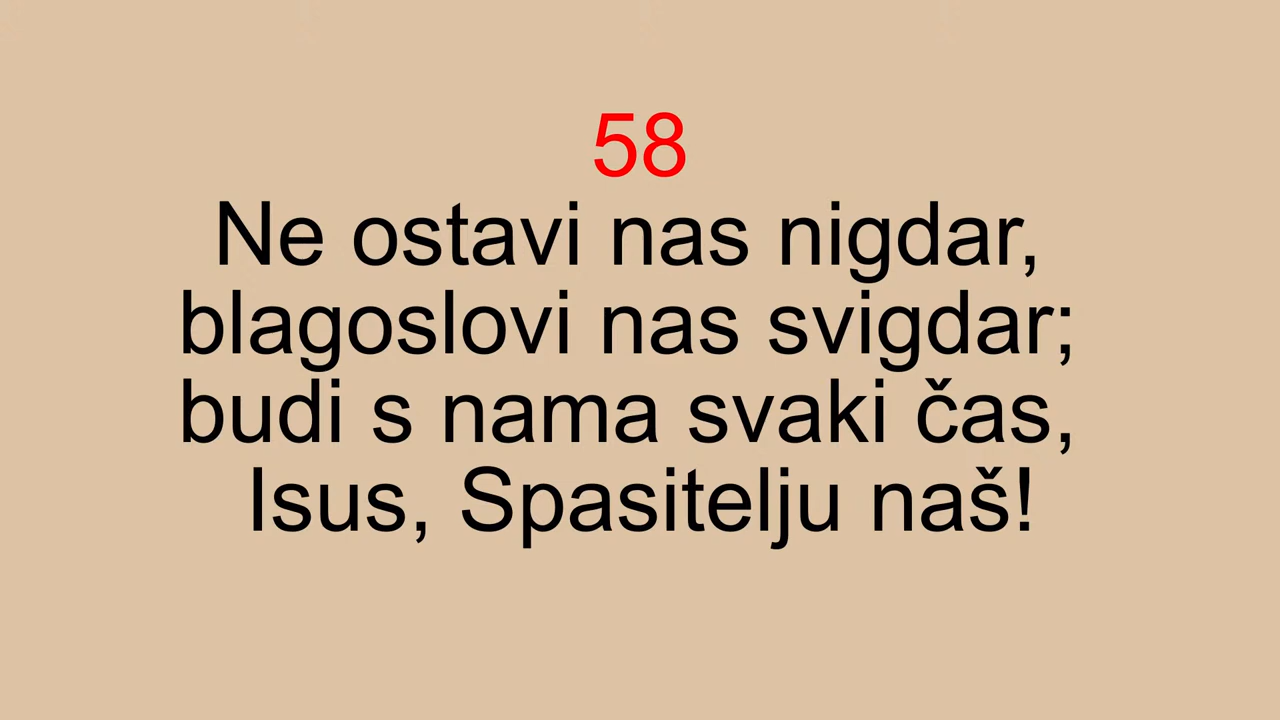 58
Ne ostavi nas nigdar,
blagoslovi nas svigdar;
budi s nama svaki čas,
Isus, Spasitelju naš!